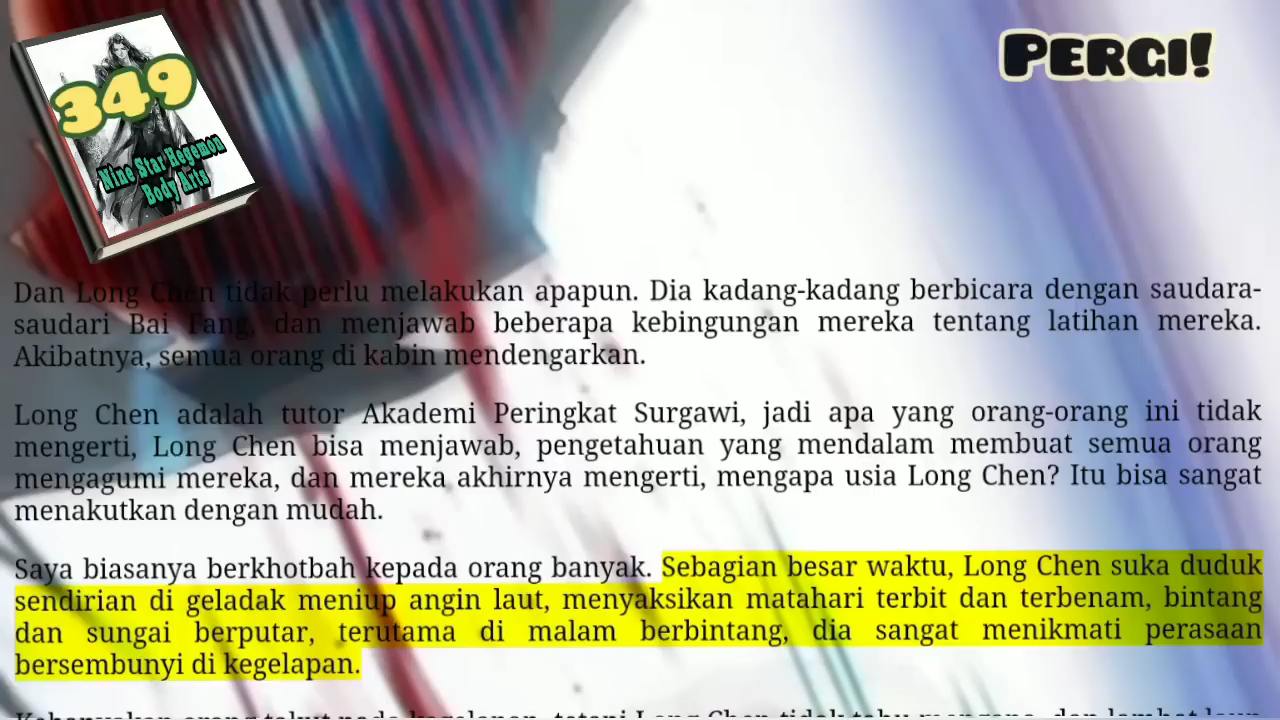 349
Nine Star Hegemon
Body Arts
Pergi!
Dan Long Chen tidak perlu melakukan apapun. Dia kadang-kadang berbicara dengan saudara-
saudari Bai Fang, dan menjawab beberapa kebingungan mereka tentang latihan mereka.
Akibatnya, semua orang di kabin mendengarkan.
Long Chen adalah tutor Akademi Peringkat Surgawi, jadi apa yang orang-orang ini tidak
mengerti, Long Chen bisa menjawab, pengetahuan yang mendalam membuat semua orang
mengagumi mereka, dan mereka akhirnya mengerti, mengapa usia Long Chen? Itu bisa sangat
menakutkan dengan mudah.
Saya biasanya berkhotbah kepada orang banyak. Sebagian besar waktu, Long Chen suka duduk
sendirian di geladak meniup angin laut, menyaksikan matahari terbit dan terbenam, bintang
dan sungai berputar, terutama di malam berbintang, dia sangat menikmati perasaan
bersembunyi di kegelapan.